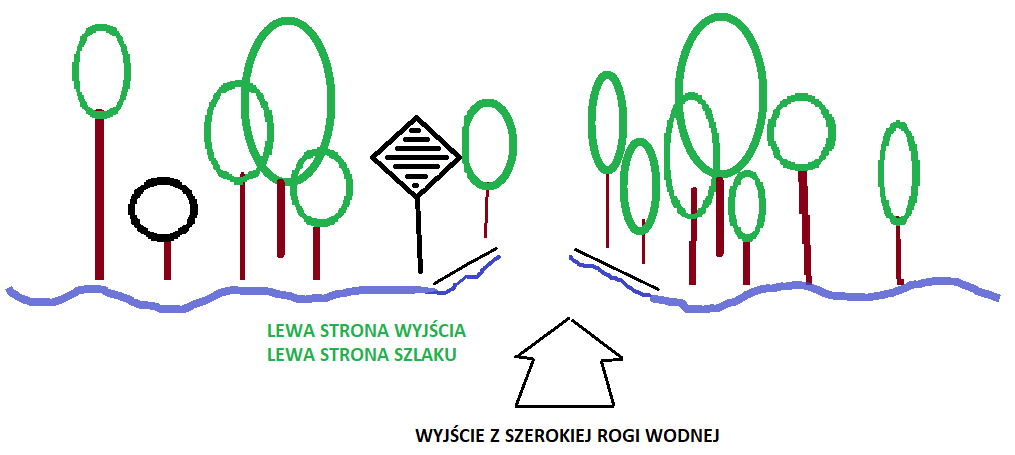 LEWA STRONA WYJŚCIA
LEWA STRONA SZLAKU
WYJŚCIE Z SZEROKIEJ ROGI WODNEJ